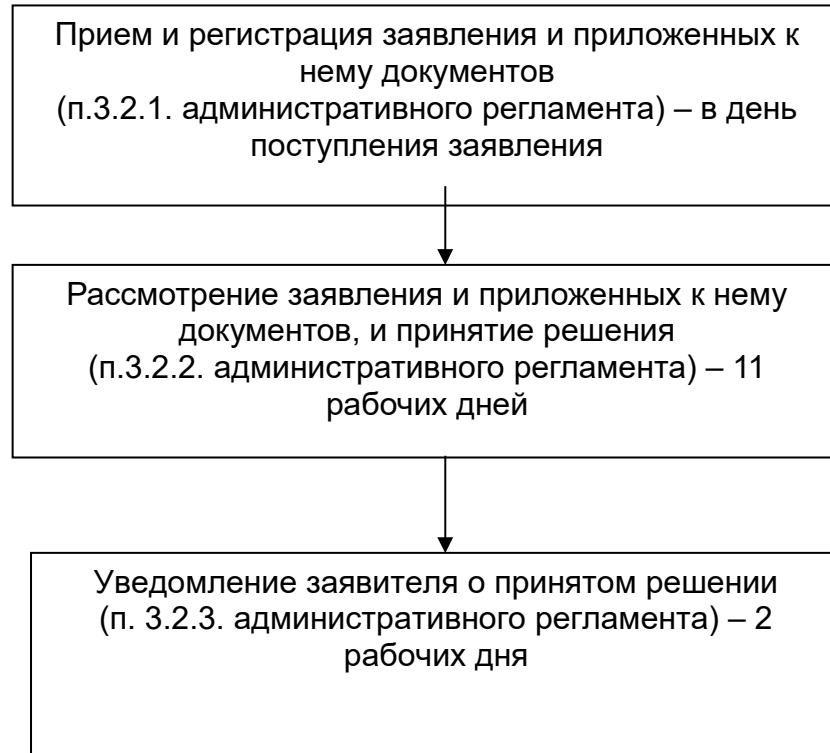 Прием и регистрация заявления и приложенных к
нему документов
(п.3.2.1. административного регламента) – в день
поступления заявления
Рассмотрение заявления и приложенных к нему
документов, и принятие решения
(п.3.2.2. административного регламента) – 11
рабочих дней
Уведомление заявителя о принятом решении
(п. 3.2.3. административного регламента) – 2
рабочих дня